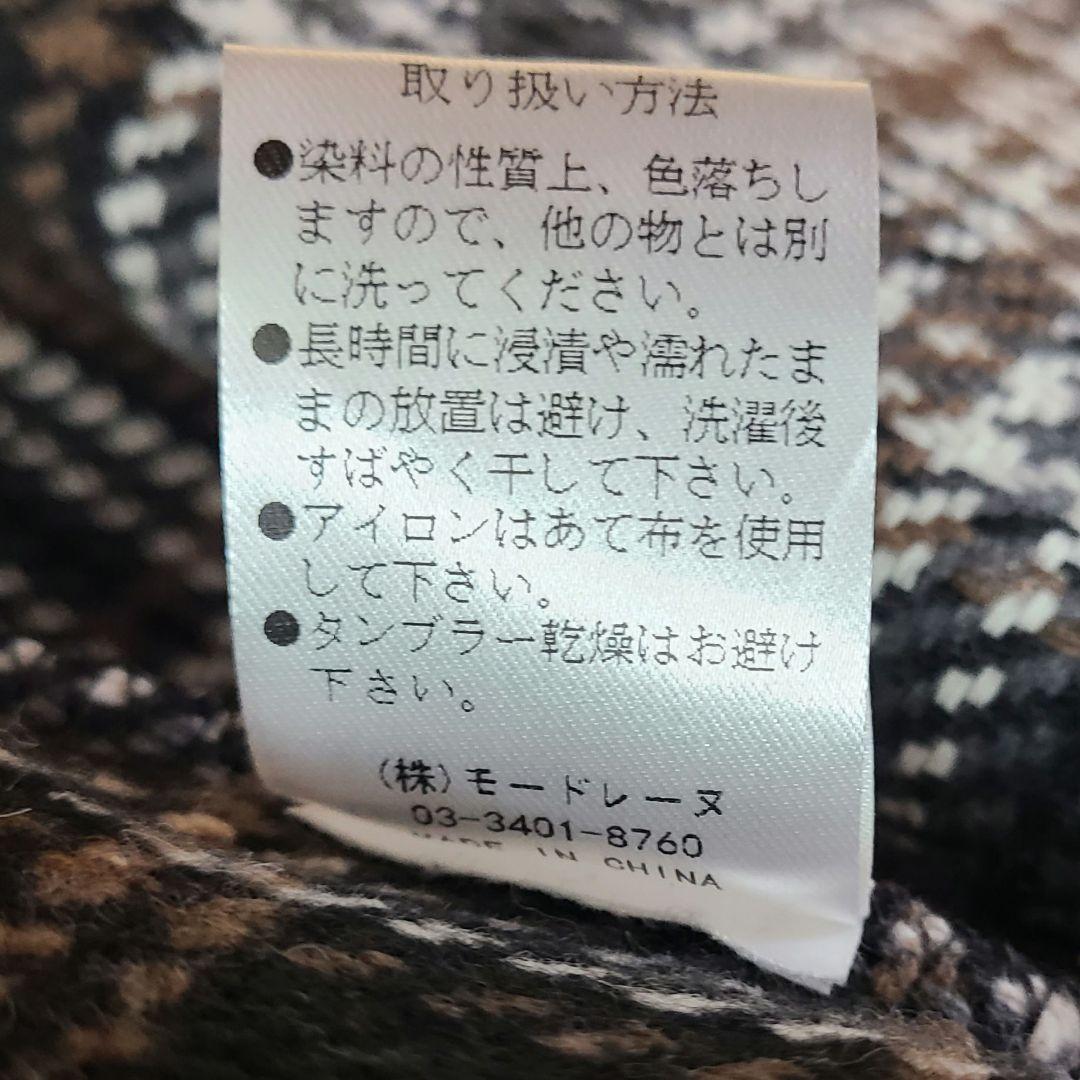 取り扱い方法
●染料の性質上、色落ちし
ますので、他の物とは別
に洗ってください。
●長時間に浸漬や濡れたま
まの放置は避け、洗濯後
すばやく干して下さい。
●アイロンはあて布を使用
して下さい。
●タンブラー乾燥はお避け
下さい。
(株)モードレーヌ
03-3401-8760
MADE IN CHINA